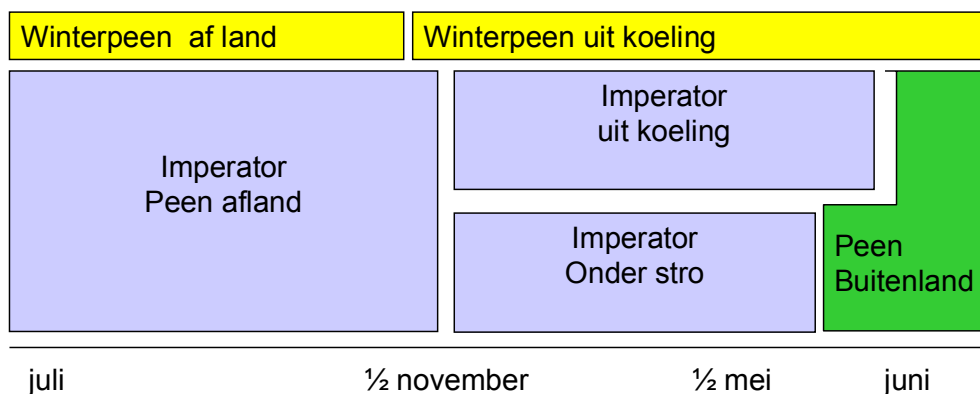 Winterpeen af land
Winterpeen uit koeling
Imperator
Peen afland
Imperator
uit koeling
Imperator
Onder stro
Peen
Buitenland
juli
½ november
½ mei
juni